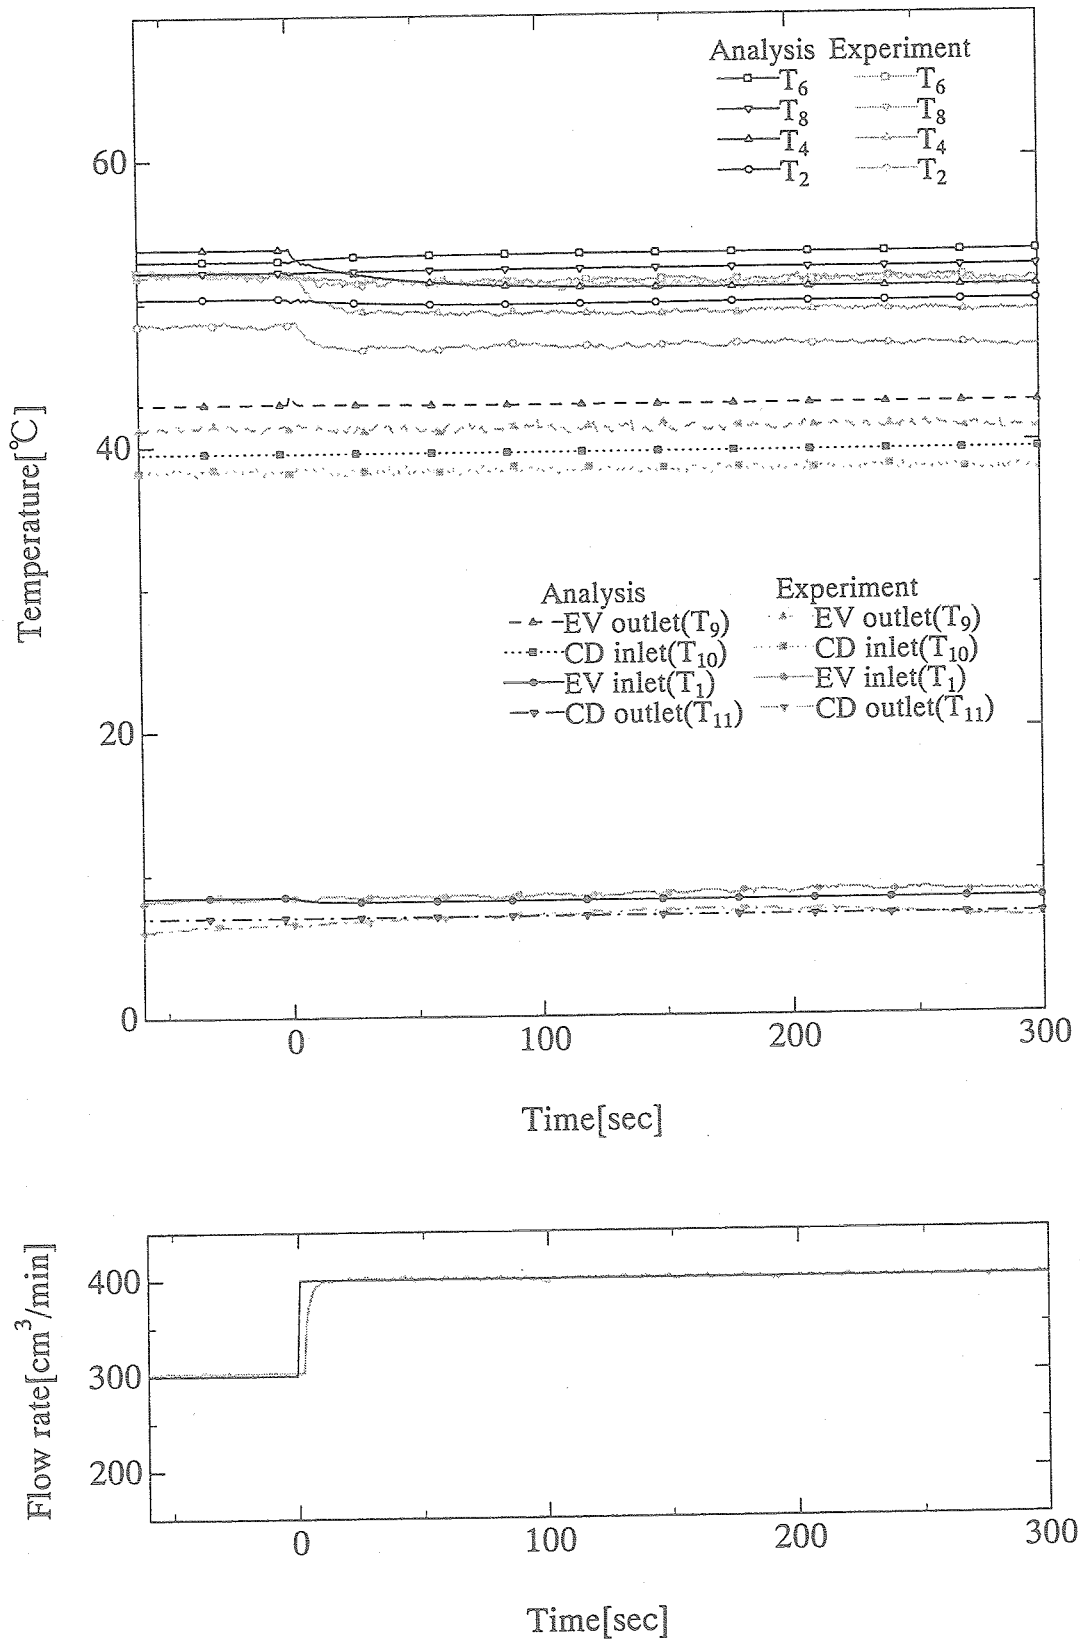 Analysis Experiment
T6 T6
T8 T8
T4 T4
T2 T2
60
40
20
0
Temperature[℃]
Analysis Experiment
EV outlet(T9) EV outlet(T9)
CD inlet(T10) CD inlet(T10)
EV inlet(T1) EV inlet(T1)
CD outlet(T11) CD outlet(T11)
0 100 200 300
Time[sec]
400
300
200
Flow rate[cm³/min]
0 100 200 300
Time[sec]